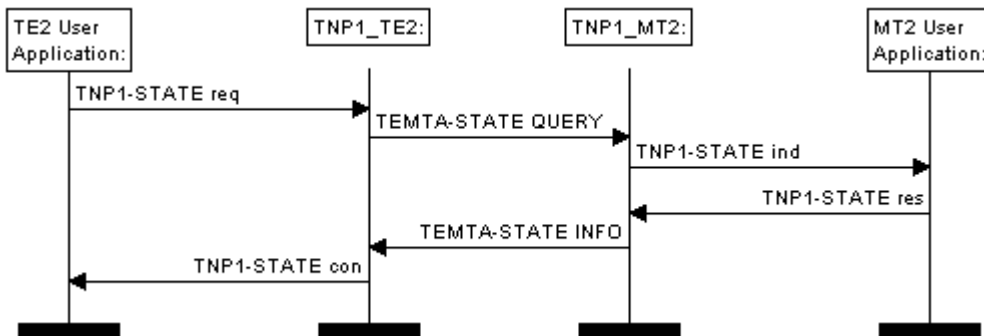 TE2 User
Application:
TNP1_TE2:
TNP1_MT2:
MT2 User
Application:
TNP1-STATE req
TEMTA-STATE QUERY
TNP1-STATE ind
TNP1-STATE res
TEMTA-STATE INFO
TNP1-STATE con